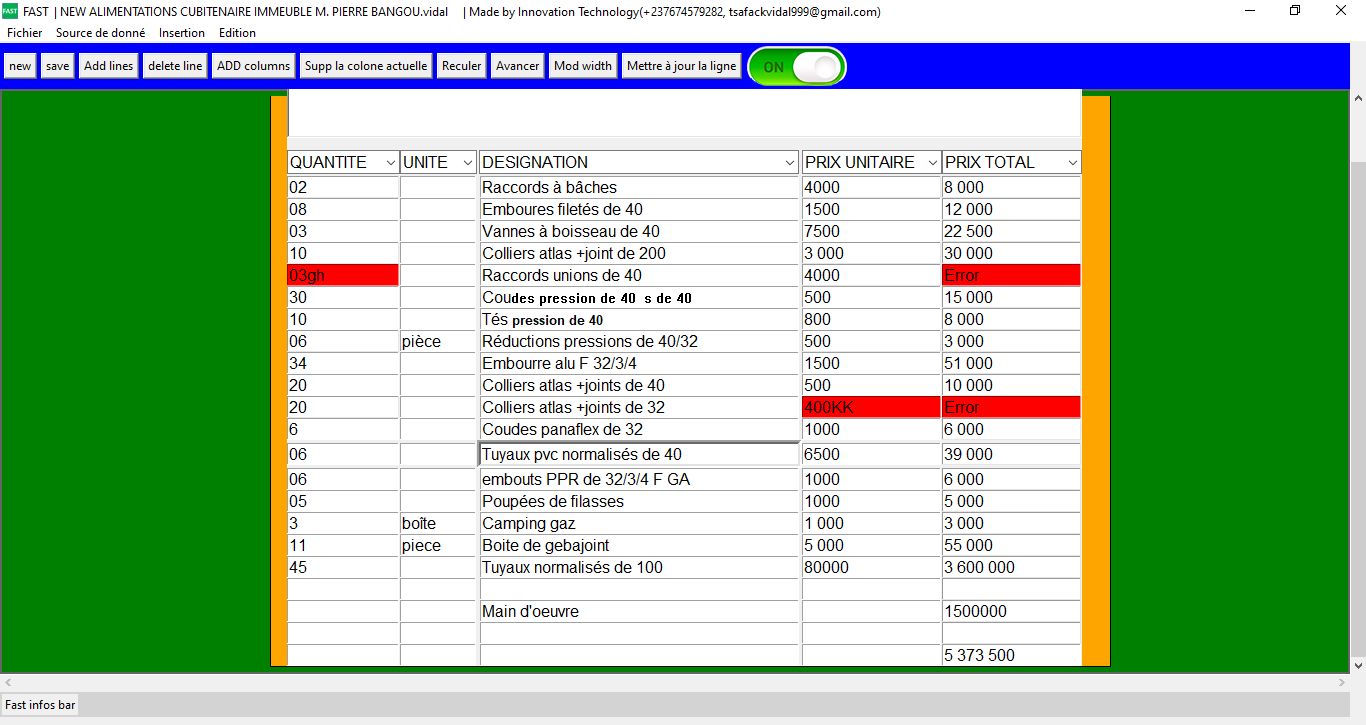 FAST FAST | NEW ALIMENTATIONS CUBITENAIRE IMMEUBLE M. PIERRE BANGOU.vidal | Made by Innovation Technology(+237674579282, tsafackvidal999@gmail.com)
Fichier Source de donné Insertion Edition
new save Add lines delete line ADD columns Supp la colone actuelle Reculer Avancer Mod width Mettre à jour la ligne ON
QUANTITE UNITE DESIGNATION PRIX UNITAIRE PRIX TOTAL
02 Raccords à bâches 4000 8 000
08 Emboures filetés de 40 1500 12 000
03 Vannes à boisseau de 40 7500 22 500
10 Colliers atlas +joint de 200 3 000 30 000
03gh Raccords unions de 40 4000 Error
30 Coudes pression de 40 s de 40 500 15 000
10 Tés pression de 40 800 8 000
06 pièce Réductions pressions de 40/32 500 3 000
34 Embourre alu F 32/3/4 1500 51 000
20 Colliers atlas +joints de 40 500 10 000
20 Colliers atlas +joints de 32 400KK Error
6 Coudes panaflex de 32 1000 6 000
06 Tuyaux pvc normalisés de 40 6500 39 000
06 embouts PPR de 32/3/4 F GA 1000 6 000
05 Poupées de filasses 1000 5 000
3 boîte Camping gaz 1 000 3 000
11 piece Boite de gebajoint 5 000 55 000
45 Tuyaux normalisés de 100 80000 3 600 000
Main d'oeuvre 1500000
5 373 500
Fast infos bar